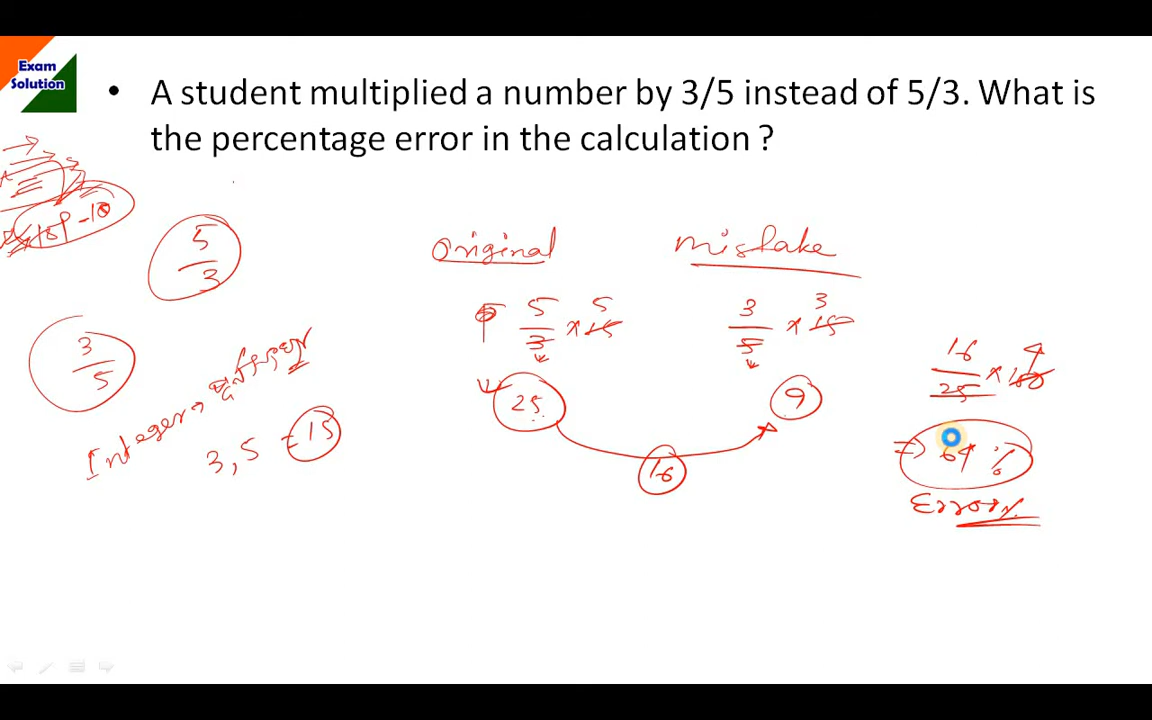 Exam
Solution
• A student multiplied a number by 3/5 instead of 5/3. What is
the percentage error in the calculation ?
5/3
3/5
Integer →
3, 5 = 15
Original
5/3 × 15 5
25
mistake
3/5 × 15 3
9
16
16/25 × 100 4
⇒ 64 %
Error%